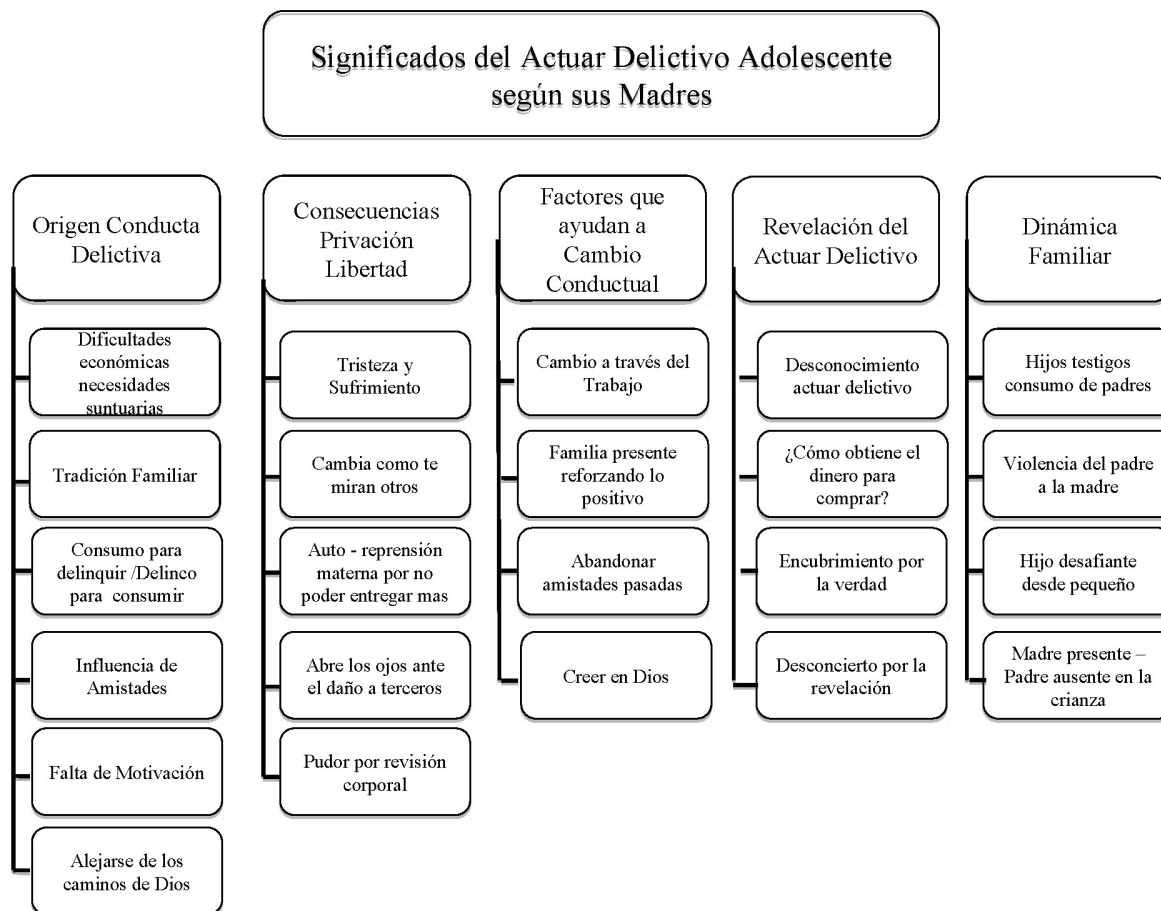 Significados del Actuar Delictivo Adolescente
según sus Madres
Origen Conducta
Delictiva
Dificultades
económicas
necesidades
suntuarias
Tradición Familiar
Consumo para
delinquir /Delinco
para consumir
Influencia de
Amistades
Falta de Motivación
Alejarse de los
caminos de Dios
Consecuencias
Privación
Libertad
Tristeza y
Sufrimiento
Cambia como te
miran otros
Auto - reprensión
materna por no
poder entregar mas
Abre los ojos ante
el daño a terceros
Pudor por revisión
corporal
Factores que
ayudan a
Cambio
Conductual
Cambio a través del
Trabajo
Familia presente
reforzando lo
positivo
Abandonar
amistades pasadas
Creer en Dios
Revelación del
Actuar Delictivo
Desconocimiento
actuar delictivo
¿Cómo obtiene el
dinero para
comprar?
Encubrimiento por
la verdad
Desconcierto por la
revelación
Dinámica
Familiar
Hijos testigos
consumo de padres
Violencia del padre
a la madre
Hijo desafiante
desde pequeño
Madre presente –
Padre ausente en la
crianza